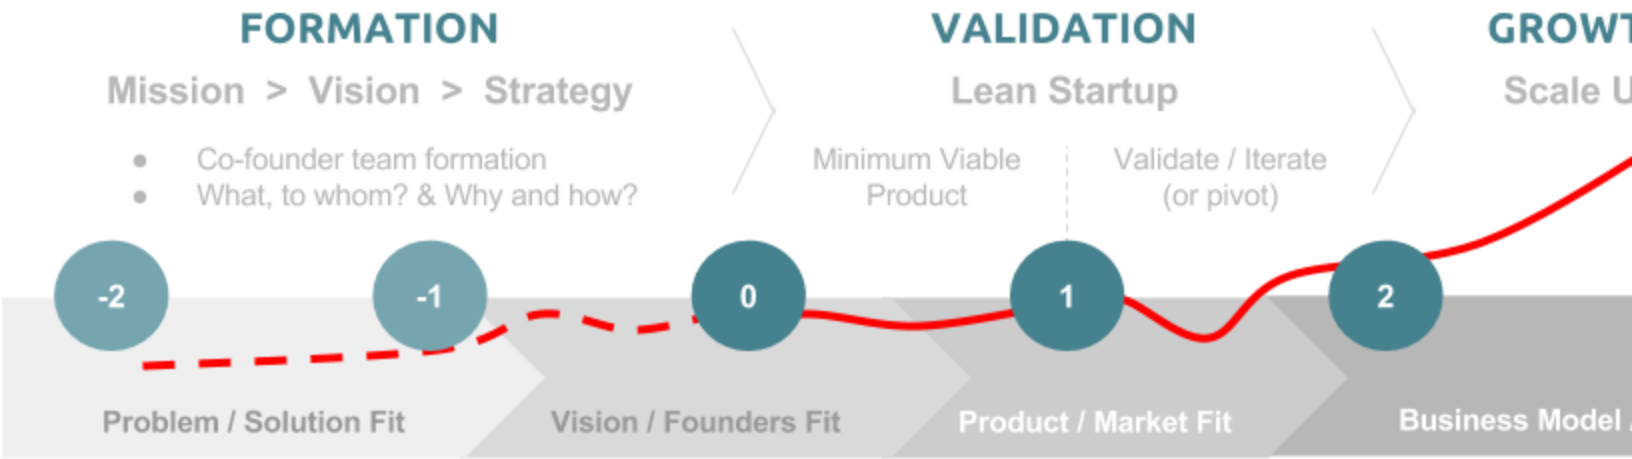 FORMATION
Mission > Vision > Strategy
● Co-founder team formation
● What, to whom? & Why and how?
VALIDATION
Lean Startup
Minimum Viable
Product
Validate / Iterate
(or pivot)
GROWT
Scale U
-2
-1
0
1
2
Problem / Solution Fit
Vision / Founders Fit
Product / Market Fit
Business Model /